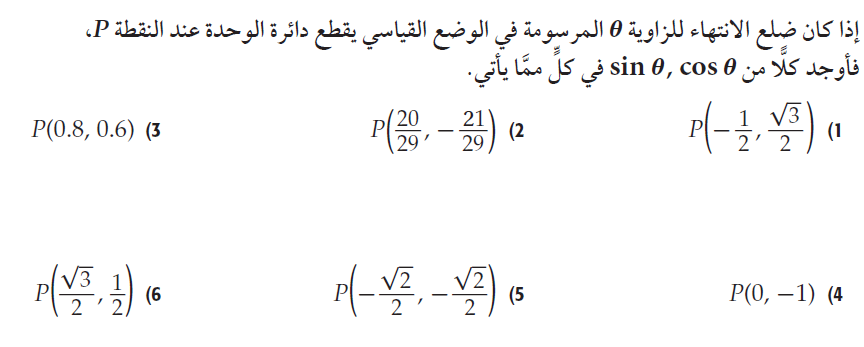 إذا كان ضلع الانتهاء للزاوية θ المرسومة في الوضع القياسي يقطع دائرة الوحدة عند النقطة P،
فأوجد كلًّا من sin θ, cos θ في كلٍّ ممَّا يأتي.
(1 P(-1/2, √3/2) (2 P(20/29, -21/29) (3 P(0.8, 0.6)
(4 P(0, -1) (5 P(-√2/2, -√2/2) (6 P(√3/2, 1/2)